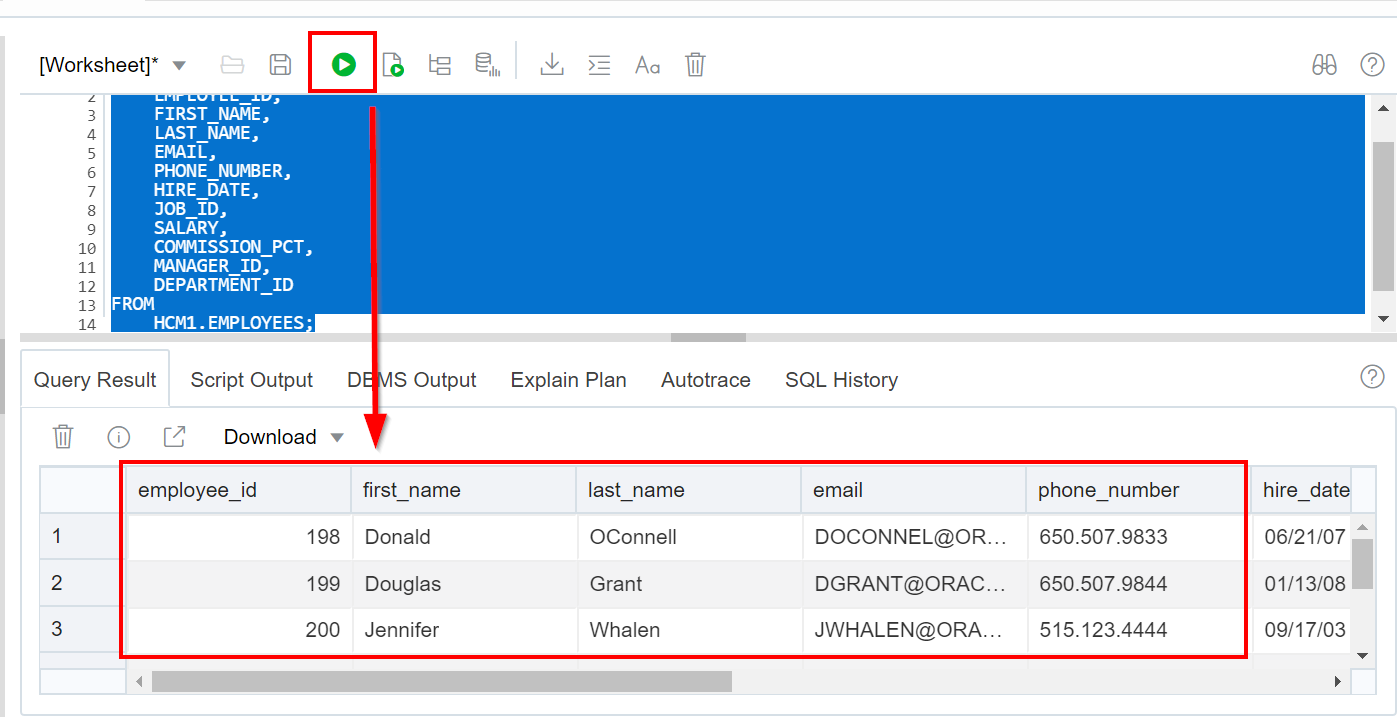 [Worksheet]*
Aa
2 EMPLOYEE_ID,
3 FIRST_NAME,
4 LAST_NAME,
5 EMAIL,
6 PHONE_NUMBER,
7 HIRE_DATE,
8 JOB_ID,
9 SALARY,
10 COMMISSION_PCT,
11 MANAGER_ID,
12 DEPARTMENT_ID
13 FROM
14 HCM1.EMPLOYEES;
Query Result Script Output DBMS Output Explain Plan Autotrace SQL History
Download
employee_id first_name last_name email phone_number hire_date
1 198 Donald OConnell DOCONNEL@OR... 650.507.9833 06/21/07
2 199 Douglas Grant DGRANT@ORAC... 650.507.9844 01/13/08
3 200 Jennifer Whalen JWHALEN@ORA... 515.123.4444 09/17/03